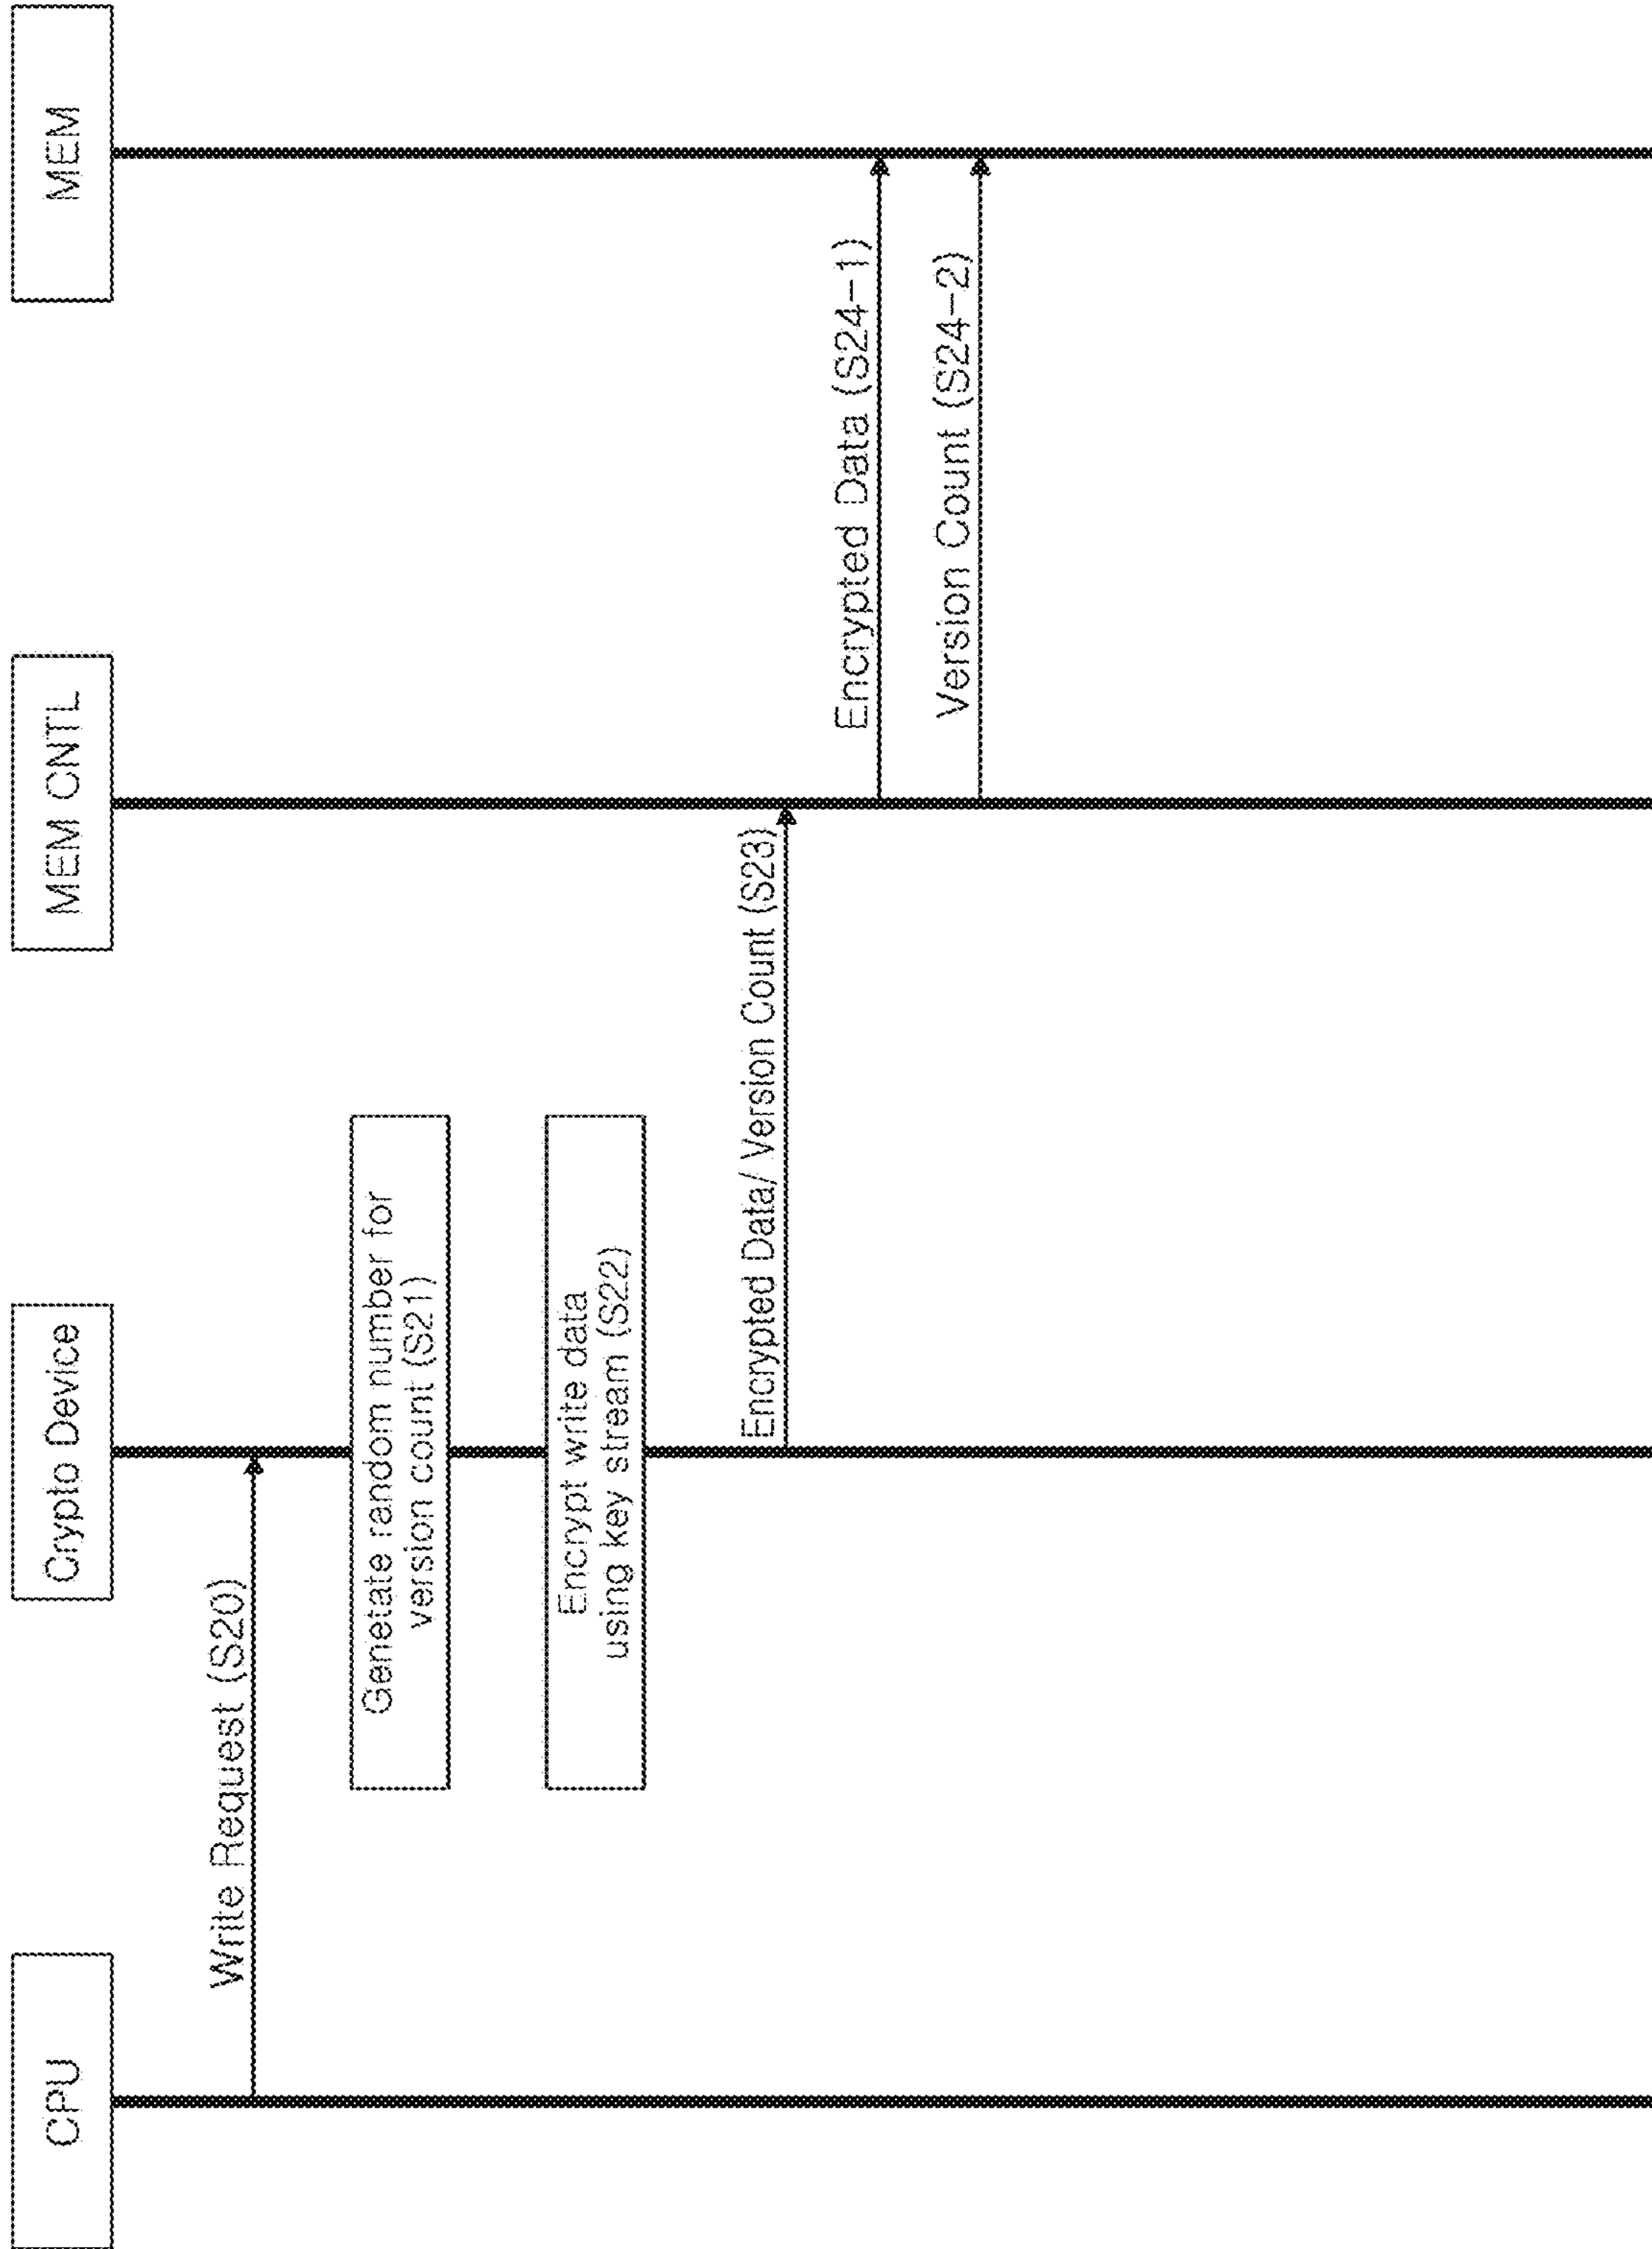 CPU
Crypto Device
MEM CNTL
MEM
Write Request (S20)
Genetate random number for
version count (S21)
Encrypt write data
using key stream (S22)
Encrypted Data/ Version Count (S23)
Encrypted Data (S24-1)
Version Count (S24-2)